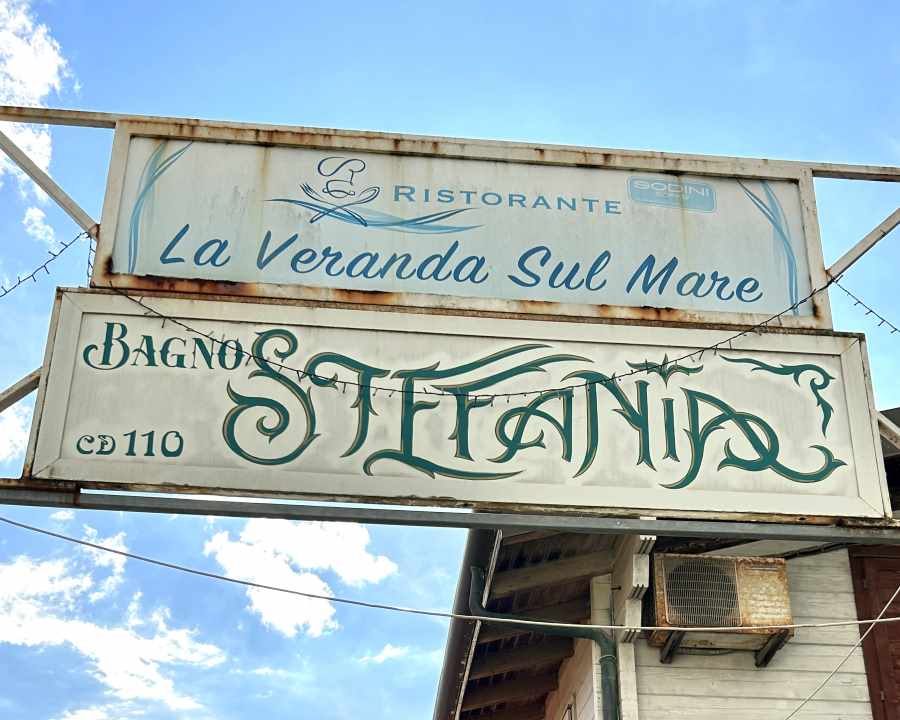 RISTORANTE
SODINI
La Veranda Sul Mare
BAGNO STEFANIA
CD 110